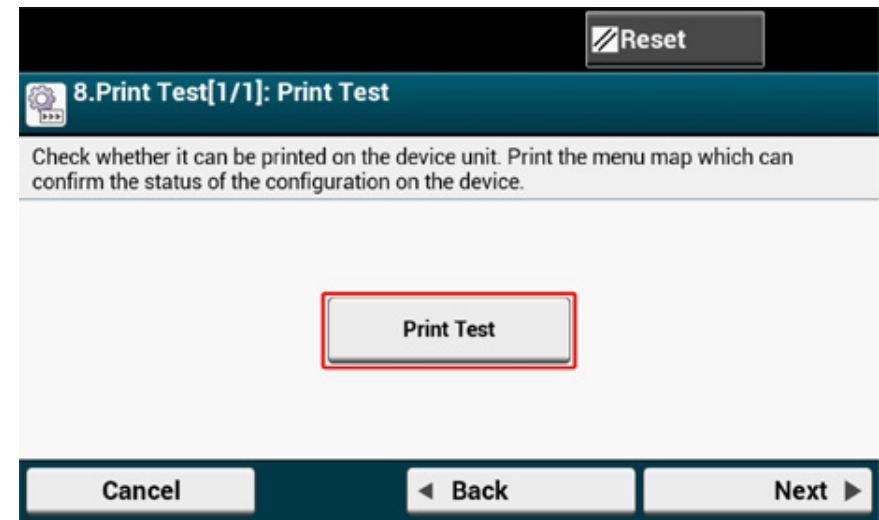 Reset
8.Print Test[1/1]: Print Test
Check whether it can be printed on the device unit. Print the menu map which can
confirm the status of the configuration on the device.
Print Test
Cancel
Back
Next